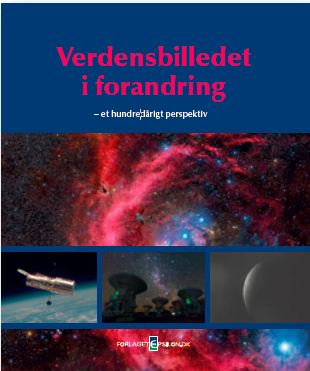 Verdensbilledet
i forandring
– et hundredårigt perspektiv
FORLAGET EPSILON.DK